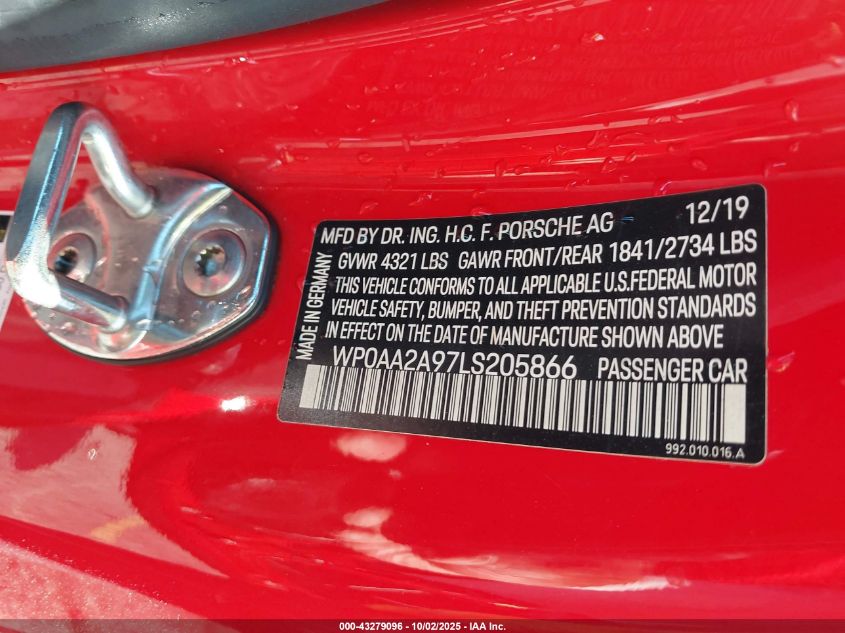 MFD BY DR. ING. H.C. F. PORSCHE AG 12/19
GVWR 4321 LBS GAWR FRONT/REAR 1841/2734 LBS
THIS VEHICLE CONFORMS TO ALL APPLICABLE U.S.FEDERAL MOTOR
VEHICLE SAFETY, BUMPER, AND THEFT PREVENTION STANDARDS
IN EFFECT ON THE DATE OF MANUFACTURE SHOWN ABOVE
MADE IN GERMANY
WP0AA2A97LS205866 PASSENGER CAR
992.010.016.A
000-43279096 - 10/02/2025 - IAA Inc.